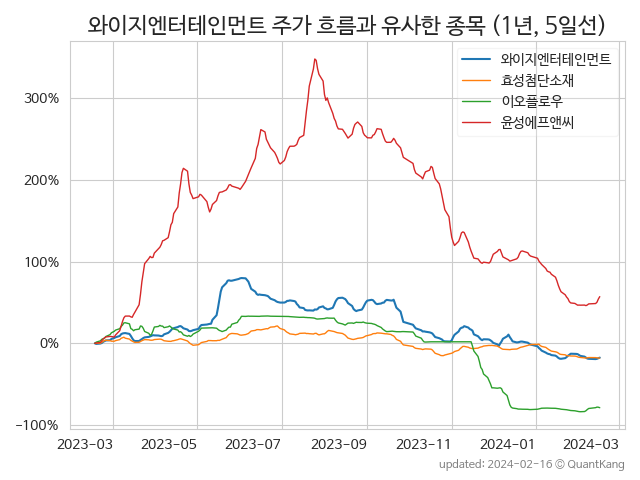 와이지엔터테인먼트 주가 흐름과 유사한 종목 (1년, 5일선)
와이지엔터테인먼트
효성첨단소재
이오플로우
윤성에프앤씨
300%
200%
100%
0%
−100%
2023-03 2023-05 2023-07 2023-09 2023-11 2024-01 2024-03
updated: 2024-02-16 © QuantKang